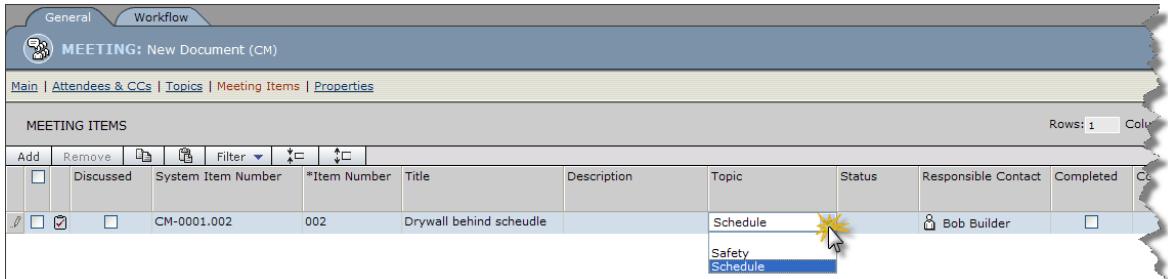 General Workflow
MEETING: New Document (CM)
Main | Attendees & CCs | Topics | Meeting Items | Properties
MEETING ITEMS Rows: 1
Add Remove Filter
Discussed System Item Number *Item Number Title Description Topic Status Responsible Contact Completed
CM-0001.002 002 Drywall behind scheudle Schedule Bob Builder
Safety
Schedule